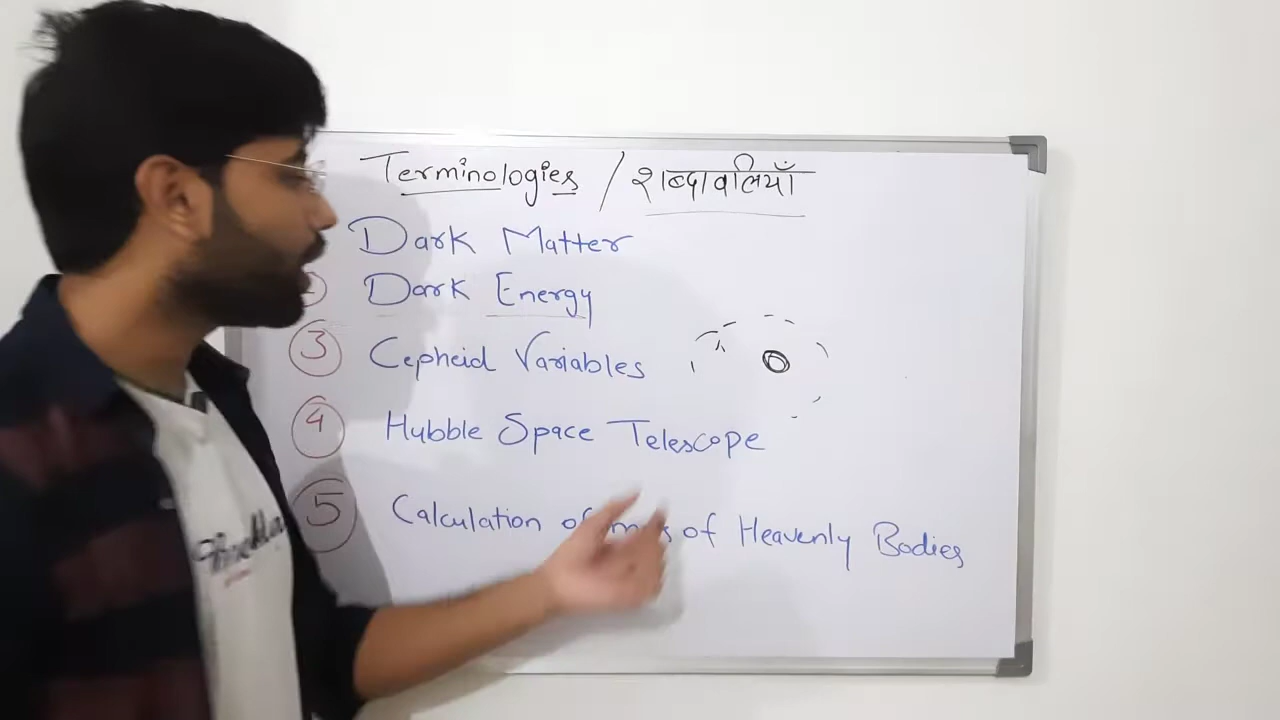 Terminologies / शब्दावलियाँ
Dark Matter
Dark Energy
3 Cepheid Variables
4 Hubble Space Telescope
5 Calculation of of Heavenly Bodies